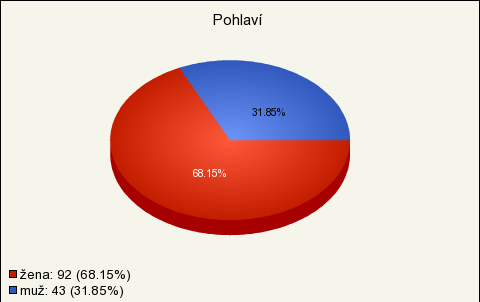 Pohlaví
31.85%
68.15%
žena: 92 (68.15%)
muž: 43 (31.85%)